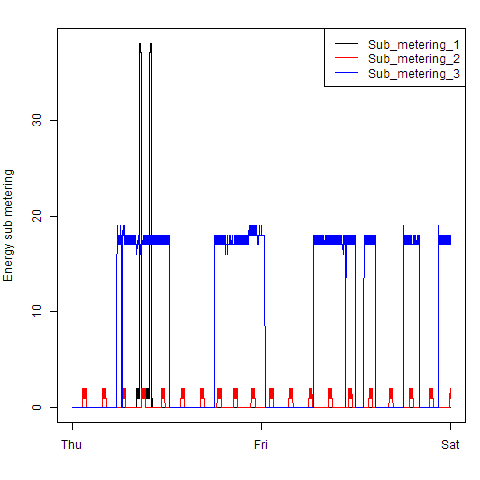 Sub_metering_1
Sub_metering_2
Sub_metering_3
Energy sub metering
30
20
10
0
Thu Fri Sat